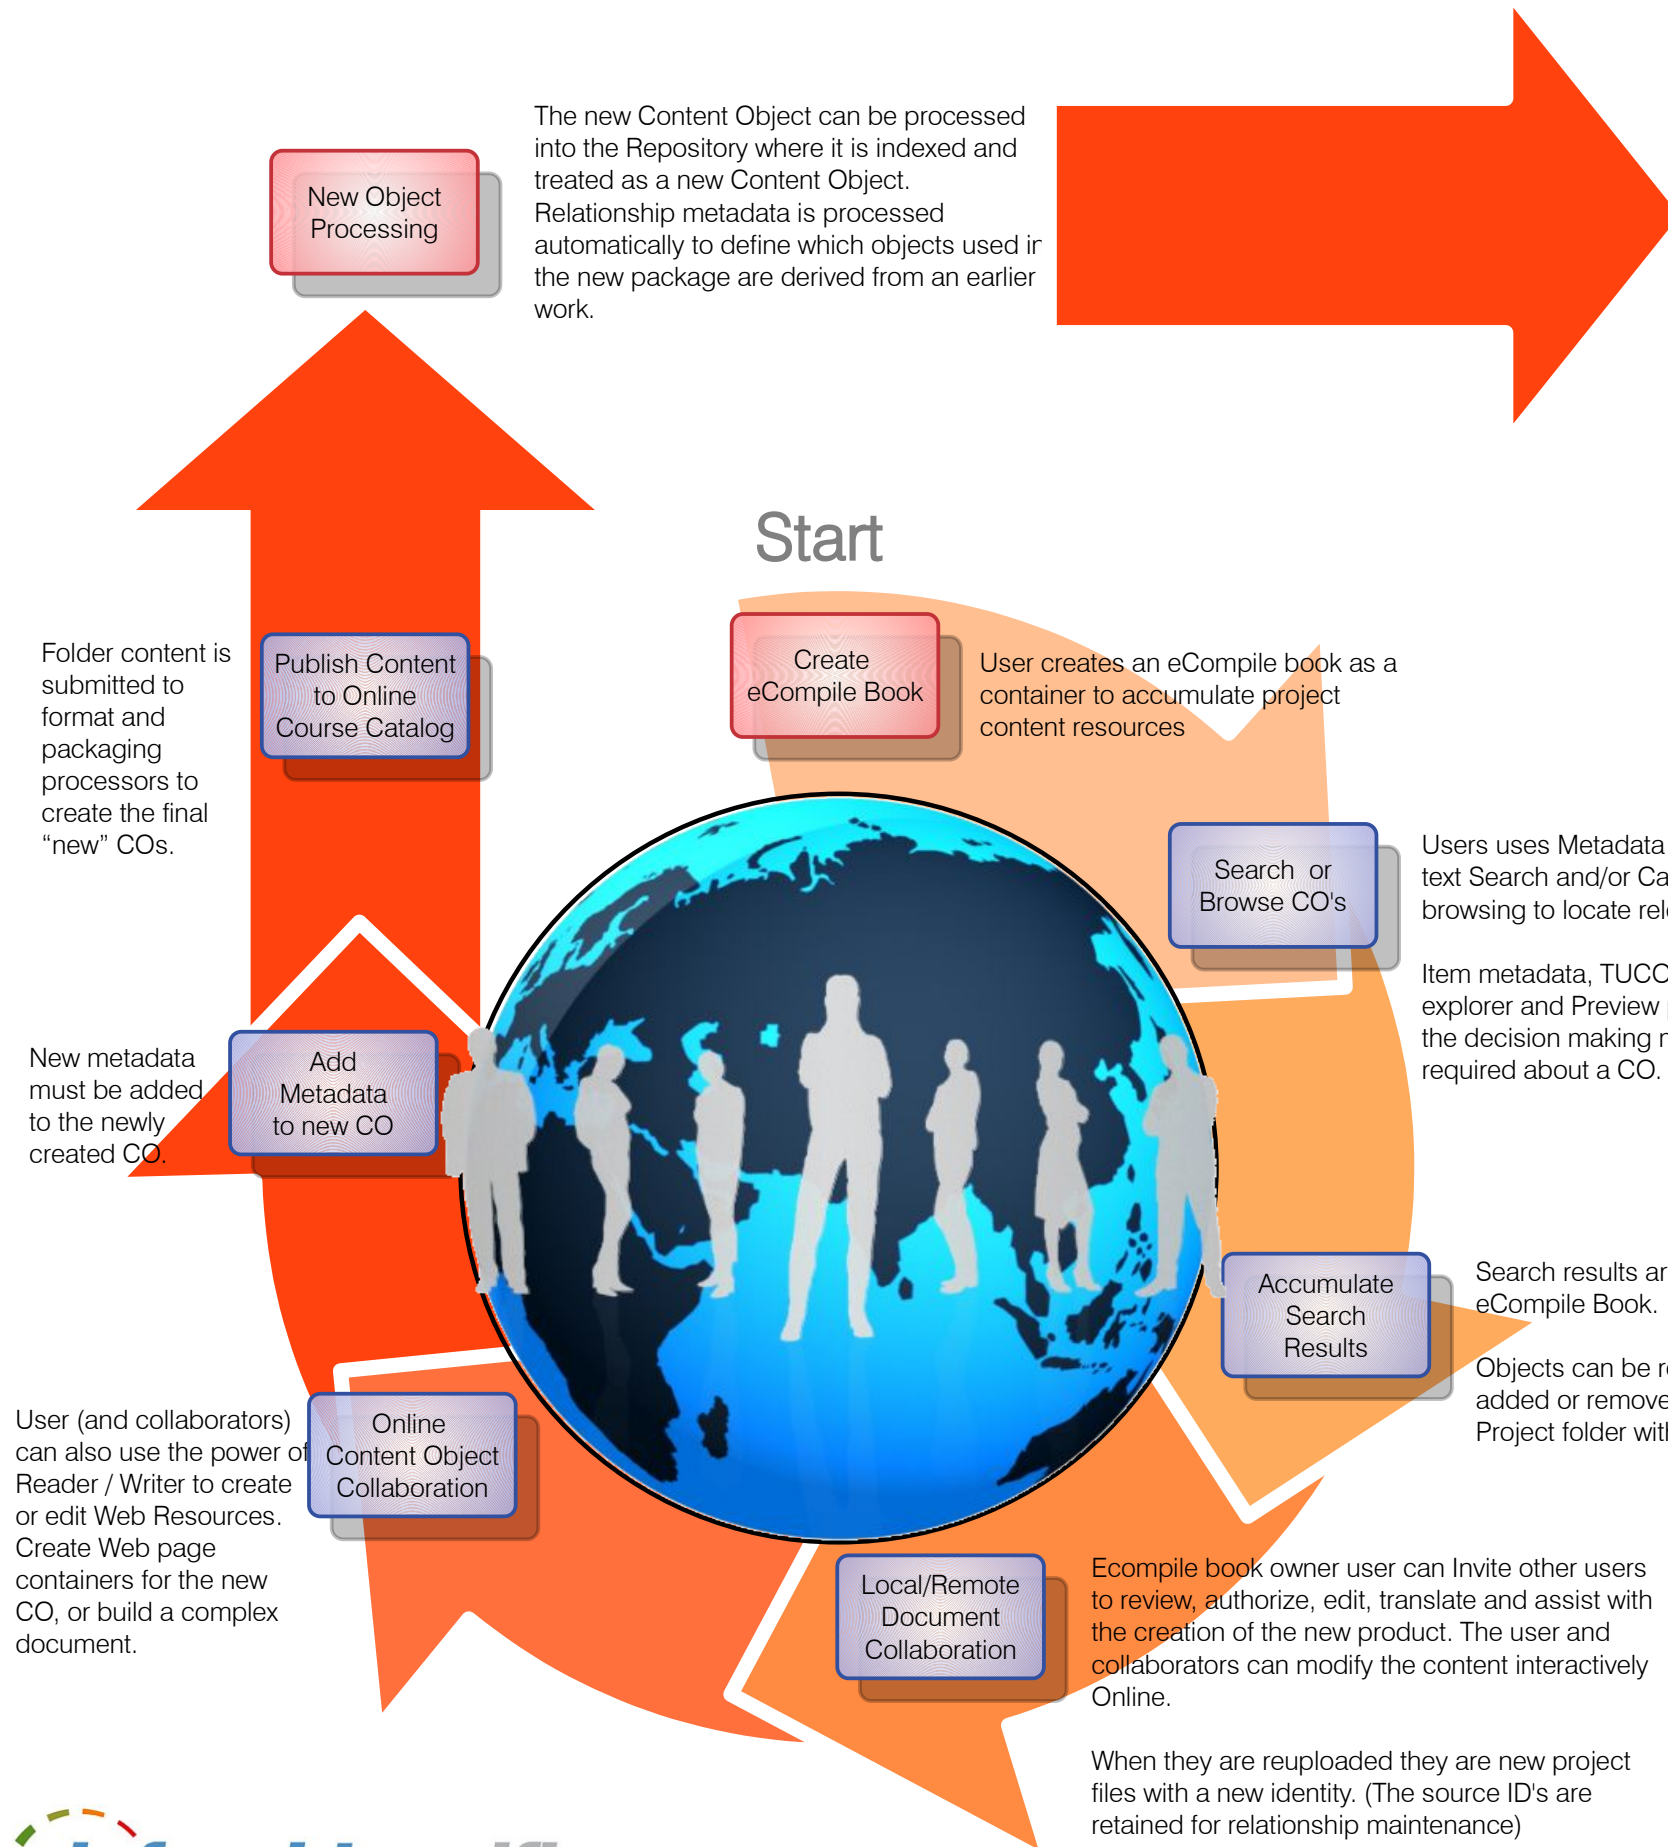 The new Content Object can be processed
into the Repository where it is indexed and
treated as a new Content Object.
Relationship metadata is processed
automatically to define which objects used in
the new package are derived from an earlier
work.
New Object
Processing
Start
Folder content is
submitted to
format and
packaging
processors to
create the final
“new” COs.
Publish Content
to Online
Course Catalog
Create
eCompile Book
User creates an eCompile book as a
container to accumulate project
content resources
Search or
Browse CO's
Users uses Metadata
text Search and/or
browsing to locate
Item metadata,
explorer and Preview
the decision making
required about a CO.
New metadata
must be added
to the newly
created CO.
Add
Metadata
to new CO
Accumulate
Search
Results
Search results
eCompile Book.
Objects can be
added or
Project folder
User (and collaborators)
can also use the power of
Reader / Writer to create
or edit Web Resources.
Create Web page
containers for the new
CO, or build a complex
document.
Online
Content Object
Collaboration
Local/Remote
Document
Collaboration
Ecompile book owner user can Invite other users
to review, authorize, edit, translate and assist with
the creation of the new product. The user and
collaborators can modify the content interactively
Online.
When they are reuploaded they are new project
files with a new identity. (The source ID's are
retained for relationship maintenance)